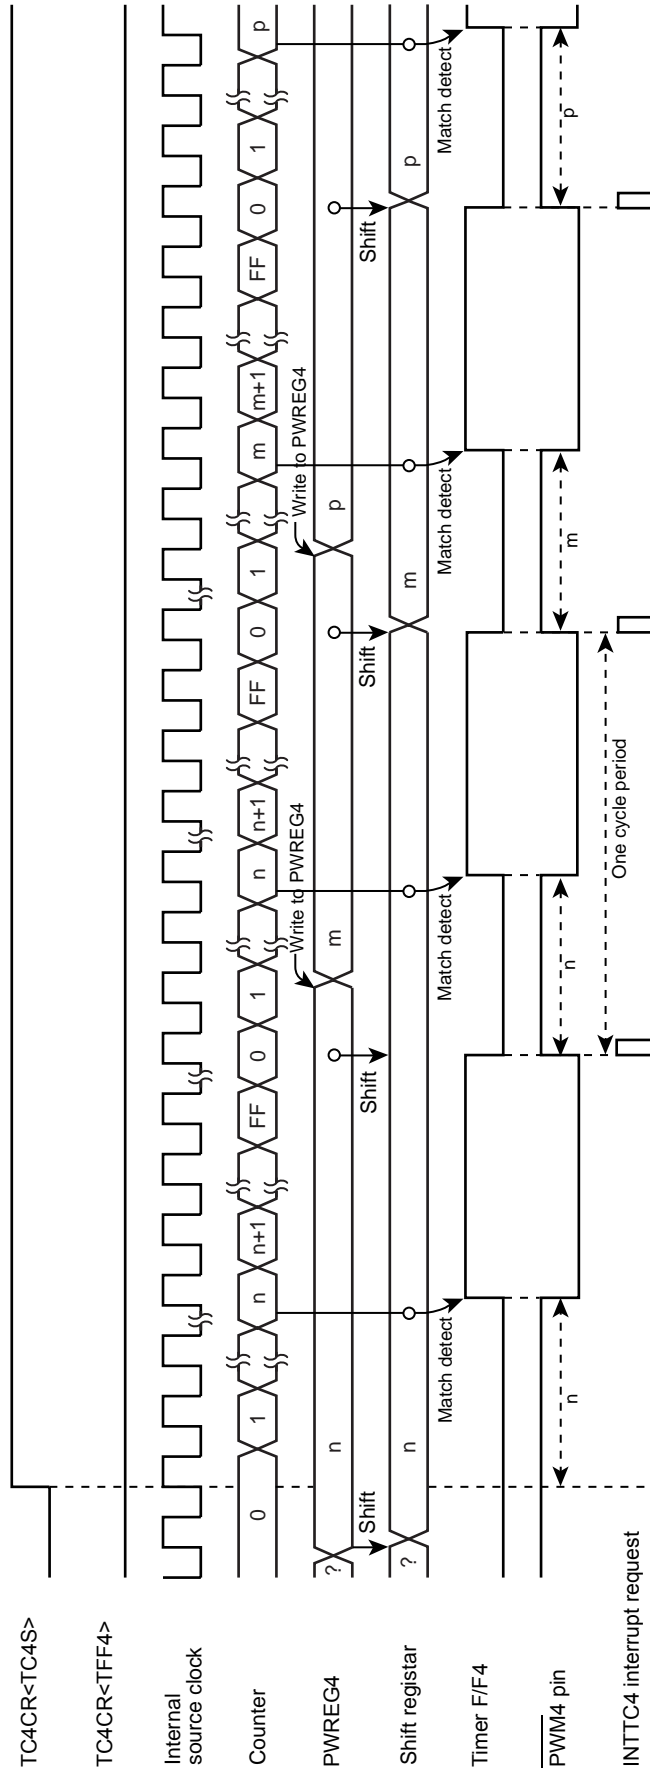 TC4CR<TC4S>
TC4CR<TFF4>
Internal
source clock
Counter
0
1
n
n+1
FF
0
1
n
n+1
FF
0
1
m
m+1
FF
0
1
p
Write to PWREG4
Write to PWREG4
PWREG4
?
n
m
p
Shift
Shift
Shift
Shift
Shift registar
?
n
m
p
Match detect
Match detect
Match detect
Match detect
Timer F/F4
PWM4 pin
n
n
m
p
One cycle period
INTTC4 interrupt request